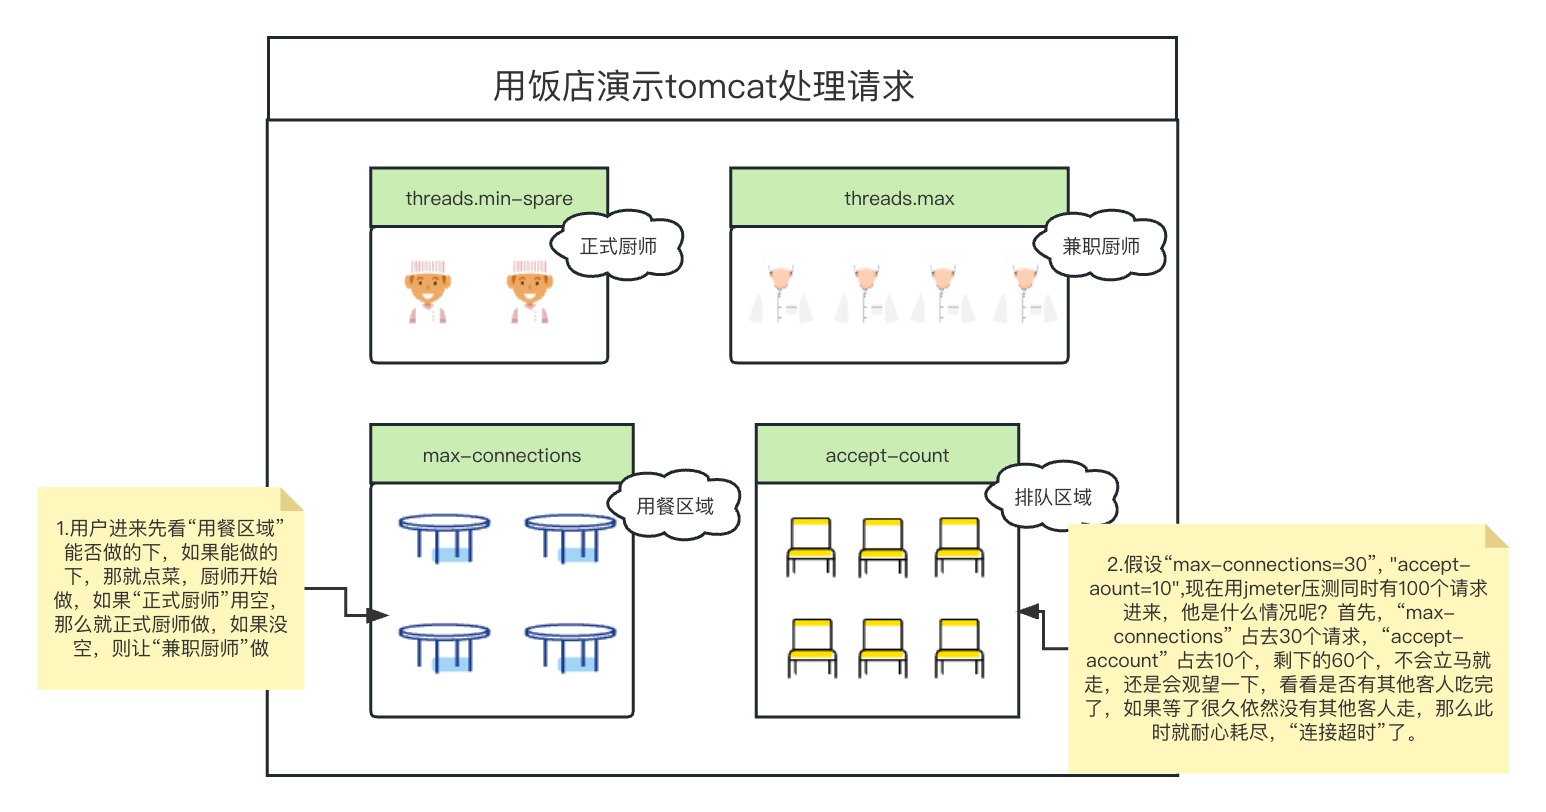 用饭店演示tomcat处理请求
threads.min-spare
正式厨师
threads.max
兼职厨师
max-connections
用餐区域
accept-count
排队区域
1.用户进来先看“用餐区域”
能否做的下，如果能做的
下，那就点菜，厨师开始
做，如果“正式厨师”用空，
那么就正式厨师做，如果没
空，则让“兼职厨师”做
2.假设“max-connections=30”, "accept-
aount=10",现在用jmeter压测同时有100个请求
进来，他是什么情况呢？首先，“max-
connections” 占去30个请求，“accept-
account” 占去10个，剩下的60个，不会立马就
走，还是会观望一下，看看是否有其他客人吃完
了，如果等了很久依然没有其他客人走，那么此
时就耐心耗尽，“连接超时”了。